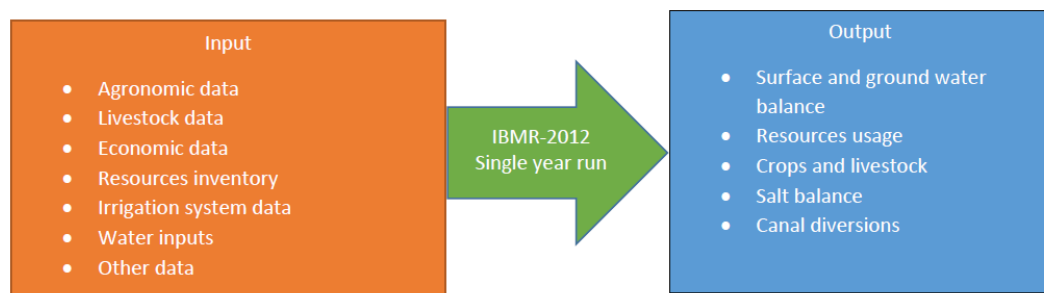 Input
• Agronomic data
• Livestock data
• Economic data
• Resources inventory
• Irrigation system data
• Water inputs
• Other data
IBMR-2012
Single year run
Output
• Surface and ground water
balance
• Resources usage
• Crops and livestock
• Salt balance
• Canal diversions